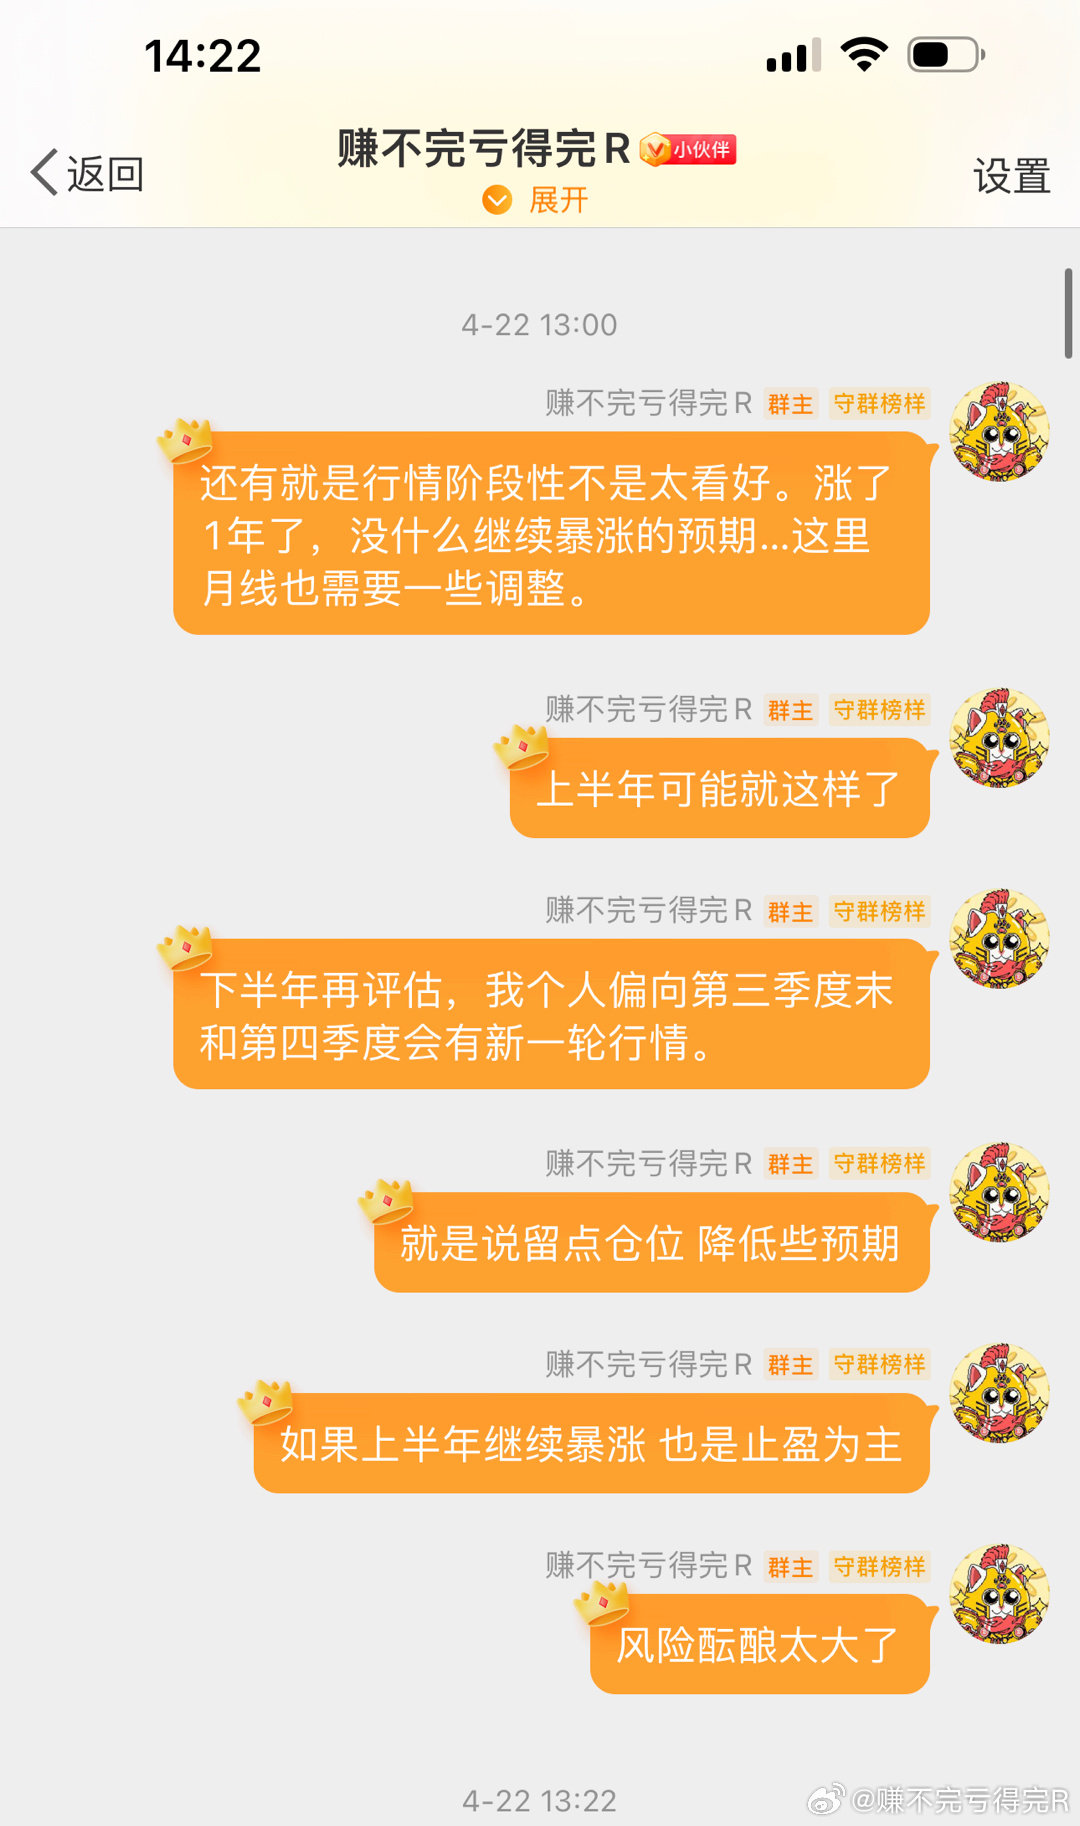 14:22
返回
赚不完亏得完R
小伙伴
展开
设置
4-22 13:00
赚不完亏得完R 群主 守群榜样
还有就是行情阶段性不是太看好。涨了
1年了，没什么继续暴涨的预期...这里
月线也需要一些调整。
赚不完亏得完R 群主 守群榜样
上半年可能就这样了
赚不完亏得完R 群主 守群榜样
下半年再评估，我个人偏向第三季度末
和第四季度会有新一轮行情。
赚不完亏得完R 群主 守群榜样
就是说留点仓位 降低些预期
赚不完亏得完R 群主 守群榜样
如果上半年继续暴涨 也是止盈为主
赚不完亏得完R 群主 守群榜样
风险酝酿太大了
4-22 13:22
@赚不完亏得完R